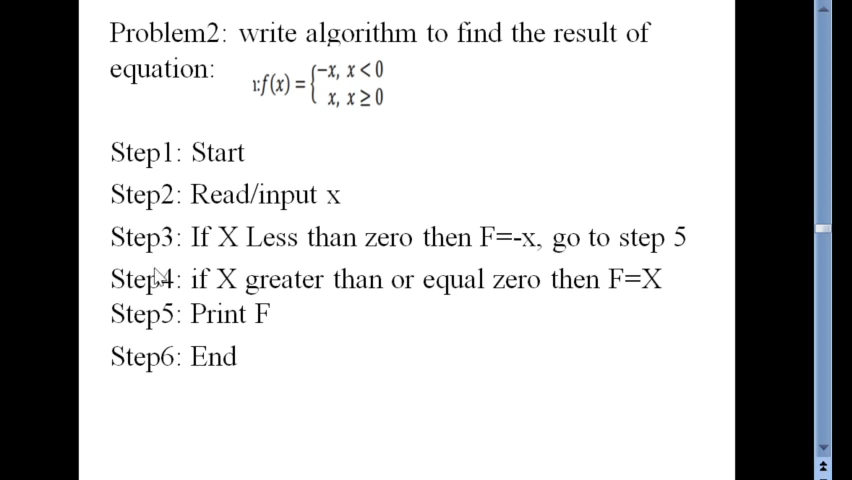 Problem2: write algorithm to find the result of
equation:
f(x) = { -x, x < 0
x, x ≥ 0
Step1: Start
Step2: Read/input x
Step3: If X Less than zero then F=-x, go to step 5
Step4: if X greater than or equal zero then F=X
Step5: Print F
Step6: End